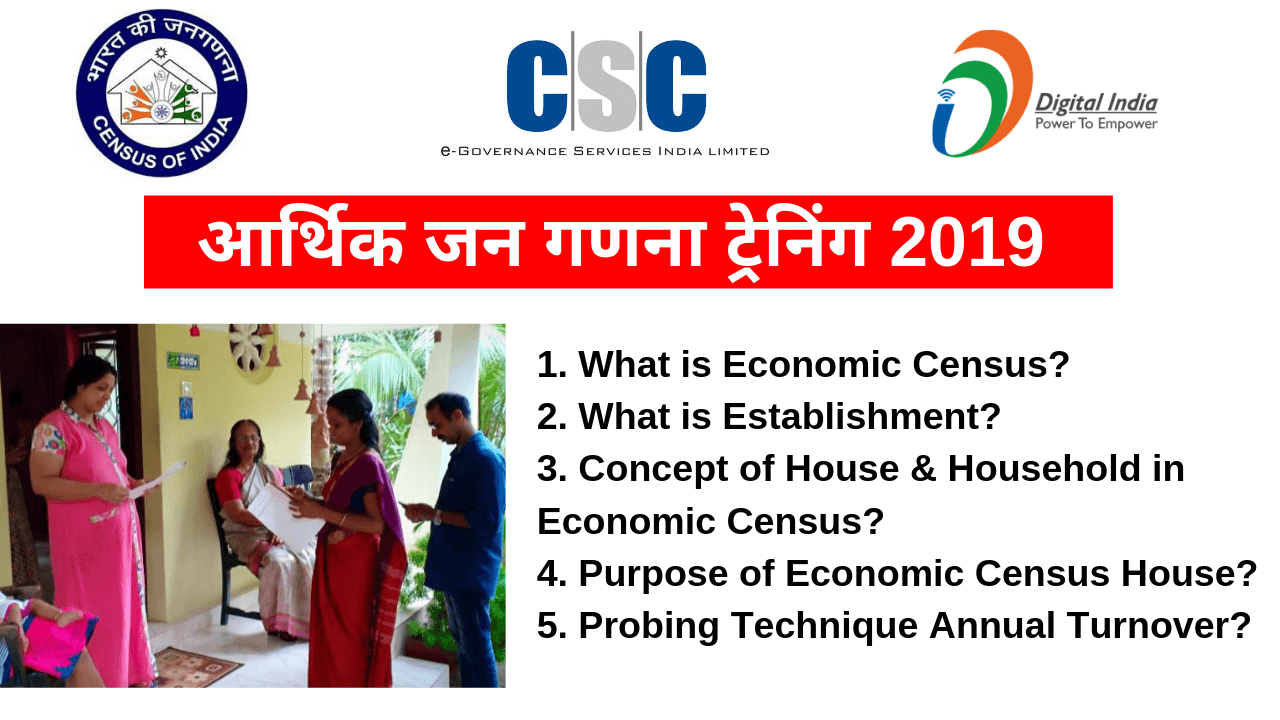 भारत की जनगणना
CENSUS OF INDIA
CSC
e-Governance Services India Limited
Digital India
Power To Empower
आर्थिक जन गणना ट्रेनिंग 2019
1. What is Economic Census?
2. What is Establishment?
3. Concept of House & Household in
Economic Census?
4. Purpose of Economic Census House?
5. Probing Technique Annual Turnover?